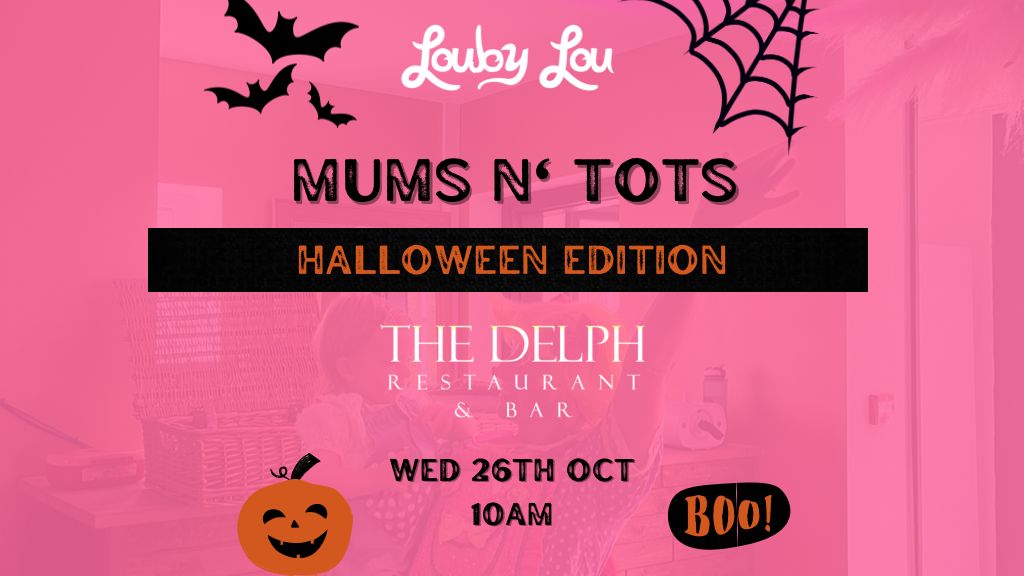 Louby Lou
MUMS N‘ TOTS
HALLOWEEN EDITION
THE DELPH
RESTAURANT
& BAR
WED 26TH OCT
10AM
BOO!